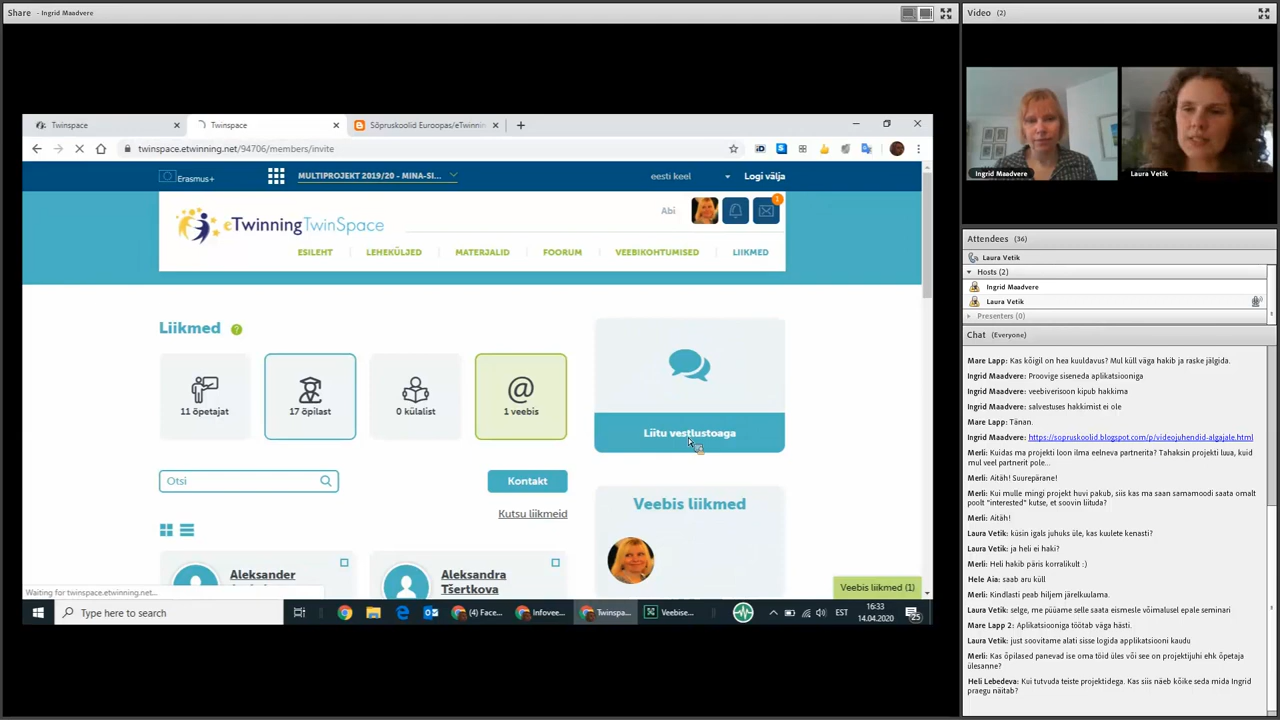 Share - Ingrid Maadvere
Twinspace
Twinspace
Sõpruskoolid Euroopas/eTwinnin
twinspace.etwinning.net/94706/members/invite
Erasmus+
MULTIPROJEKT 2019/20 - MINA-SI...
eesti keel
Logi välja
eTwinning TwinSpace
Abi
1
ESILEHT
LEHEKÜLJED
MATERJALID
FOORUM
VEEBIKOHTUMISED
LIIKMED
Liikmed ?
11 õpetajat
17 õpilast
0 külalist
@
1 veebis
Liitu vestlustoaga
Otsi
Kontakt
Kutsu liikmeid
Veebis liikmed
Aleksander
Aleksandra
Tšertkova
Waiting for twinspace.etwinning.net...
Veebis liikmed (1)
Type here to search
(4) Face...
Infovee...
Twinspa...
Veebise...
EST
16:33
14.04.2020
25
Video (2)
Ingrid Maadvere
Laura Vetik
Attendees (36)
Laura Vetik
Hosts (2)
Ingrid Maadvere
Laura Vetik
Presenters (0)
Chat (Everyone)
Mare Lapp: Kas kõigil on hea kuuldavus? Mul küll väga hakib ja raske jälgida.
Ingrid Maadvere: Proovige siseneda aplikatsiooniga
Ingrid Maadvere: veebiverisoon kipub hakkima
Ingrid Maadvere: salvestuses hakkimist ei ole
Mare Lapp: Tänan.
Ingrid Maadvere: https://sopruskoolid.blogspot.com/p/videojuhendid-algajale.html
Merli: Kuidas ma projekti loon ilma eelneva partnerita? Tahaksin projekti luua, kuid
mul veel partnerit pole...
Merli: Aitäh! Suurepärane!
Merli: Kui mulle mingi projekt huvi pakub, siis kas ma saan samamoodi saata omalt
poolt "interested" kutse, et soovin liituda?
Merli: Aitäh!
Laura Vetik: küsin igals juhuks üle, kas kuulete kenasti?
Laura Vetik: ja heli ei haki?
Merli: Heli hakib päris korralikult :)
Hele Aia: saab aru küll
Merli: Kindlasti peab hiljem järelkulama.
Laura Vetik: selge, me püüame selle saata eismesle võimalusel epale seminari
Mare Lapp 2: Aplikatsiooniga töötab väga hästi.
Laura Vetik: just soovitame alati sisse logida applikatsiooni kaudu
Merli: Kas õpilased panevad ise oma töid üles või see on projektijuhi ehk õpetaja
ülesanne?
Heli Lebedeva: Kui tutvuda teiste projektidega. Kas siis näeb kõike seda mida Ingrid
praegu näitab?